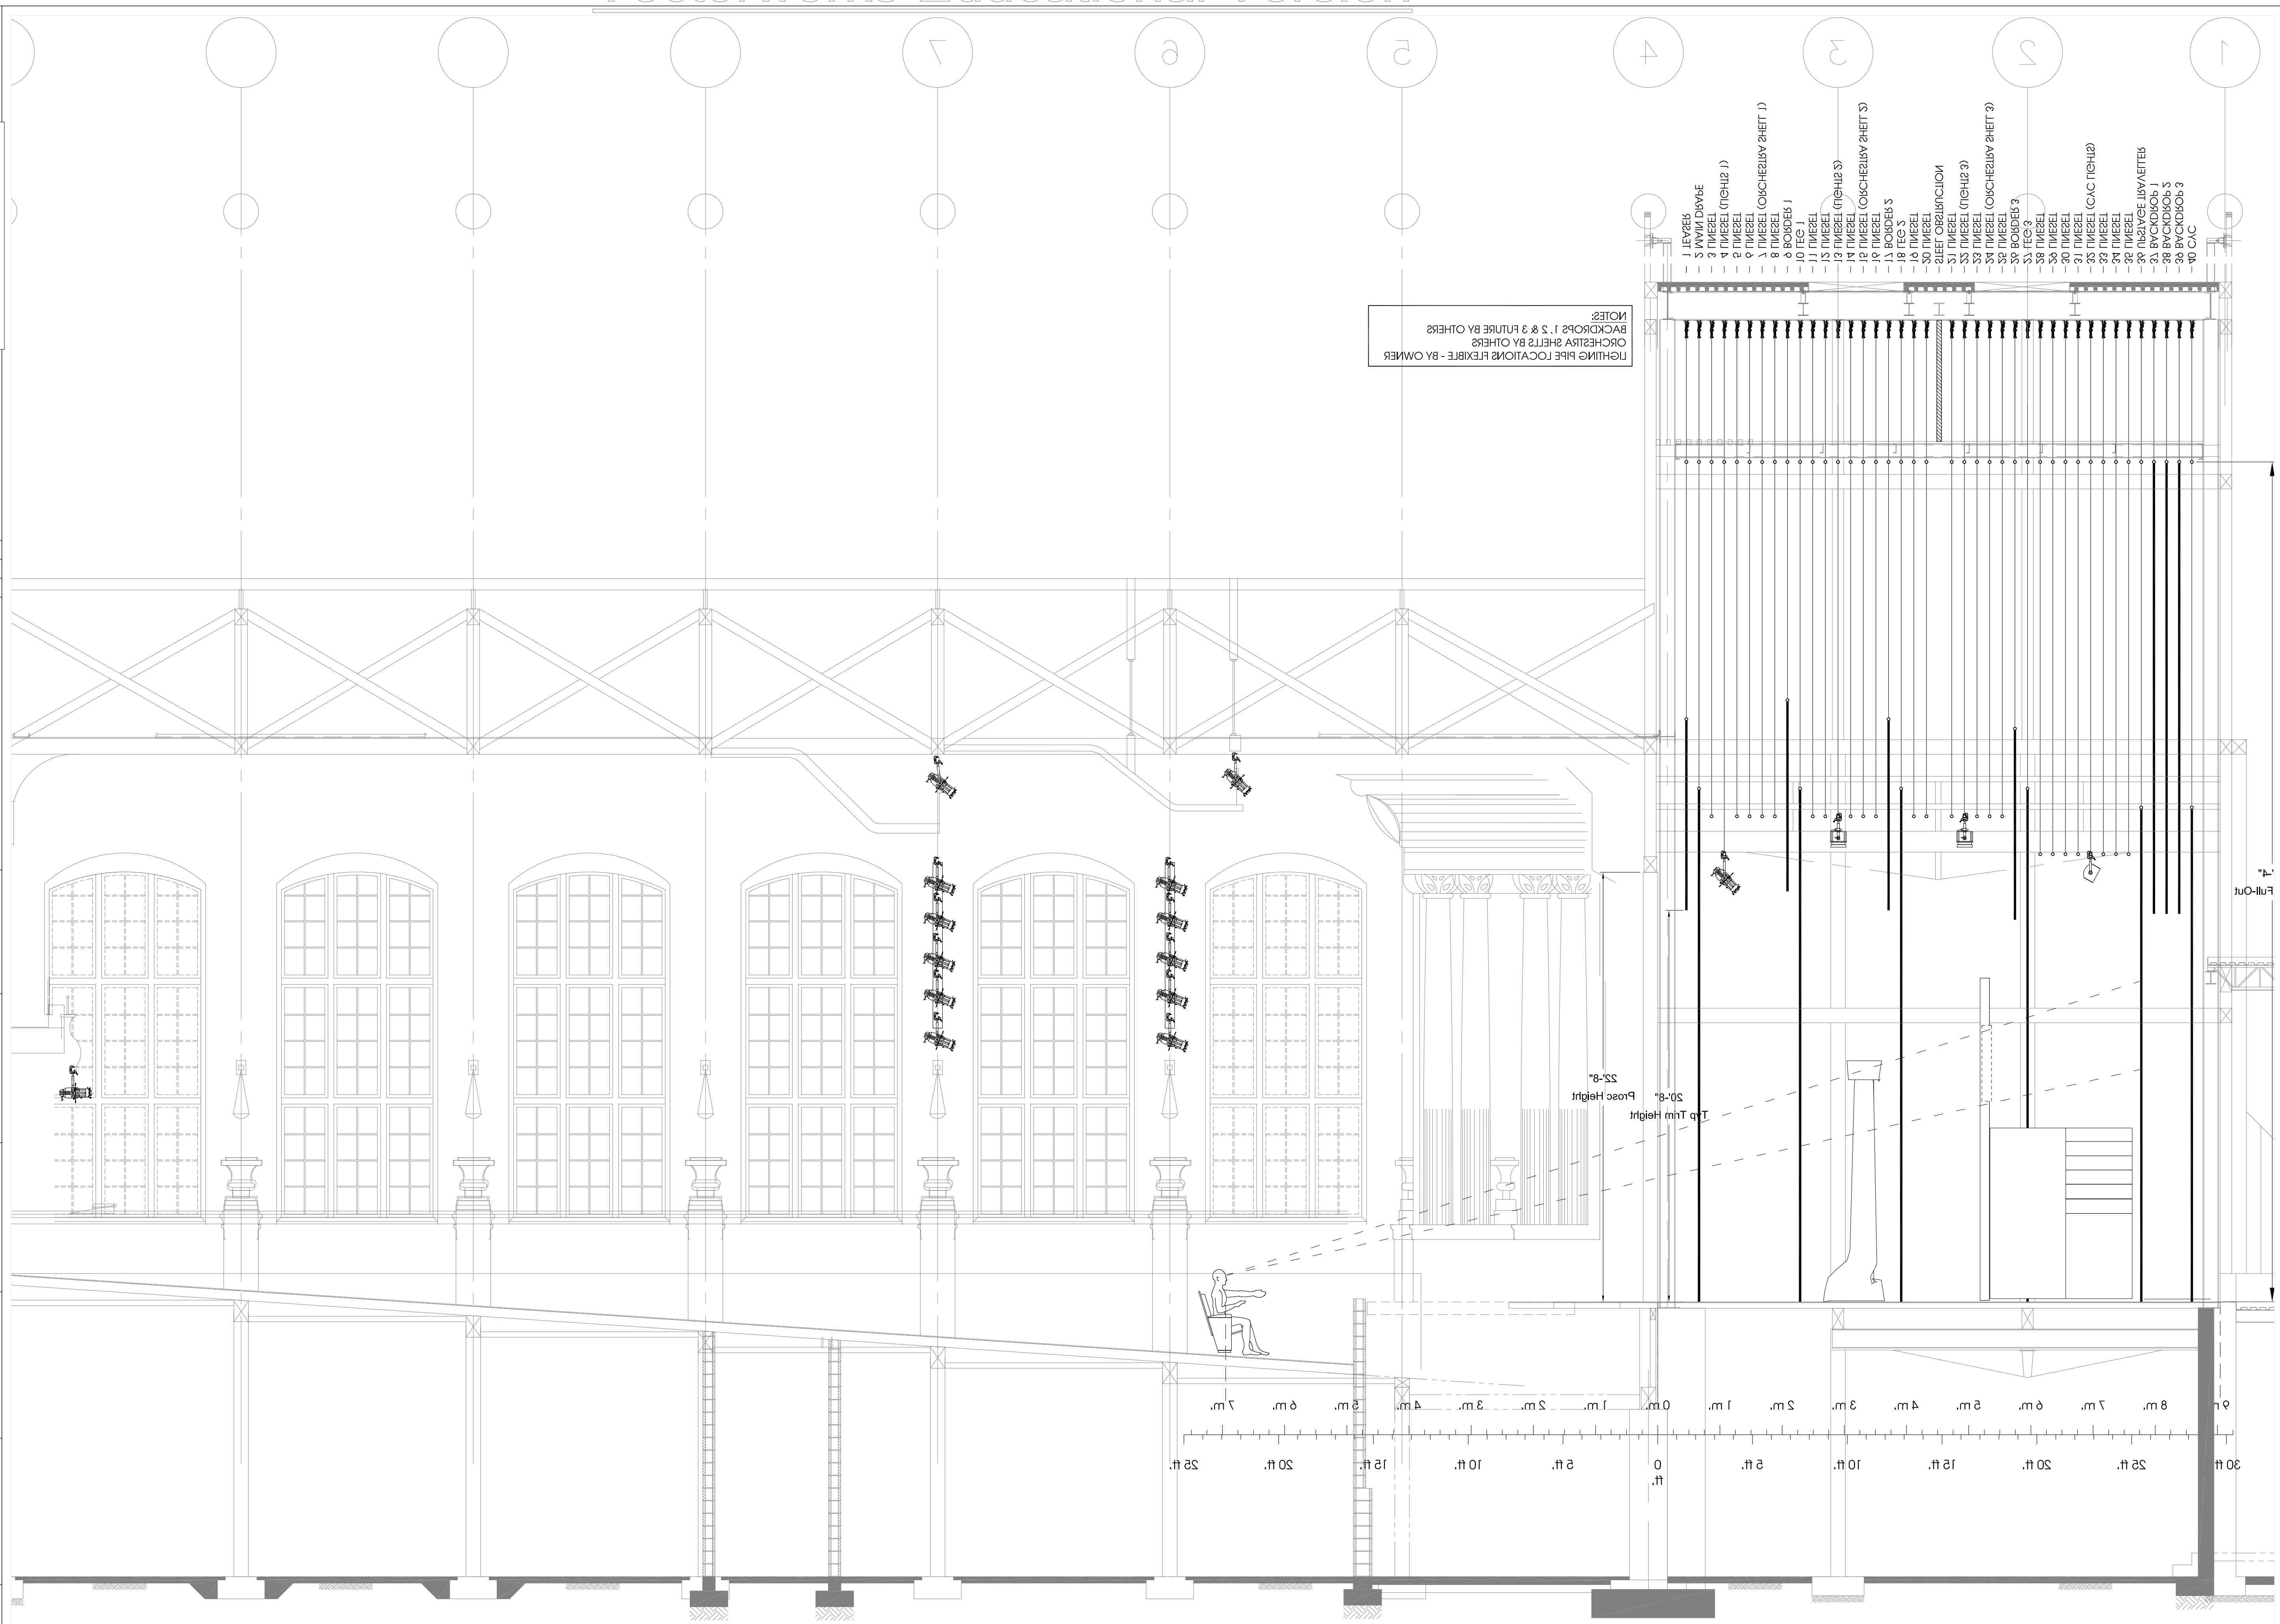 7
6
5
4
3
2
1
1 TEASER
2 MAIN DRAPE
3 LINESET
4 LINESET (LIGHTS 1)
5 LINESET
6 LINESET
7 LINESET (ORCHESTRA SHELL 1)
8 LINESET
9 BORDER 1
10 LEG 1
11 LINESET
12 LINESET
13 LINESET (LIGHTS 2)
14 LINESET
15 LINESET (ORCHESTRA SHELL 2)
16 LINESET
17 BORDER 2
18 LEG 2
19 LINESET
20 LINESET
STEEL OBSTRUCTION
21 LINESET
22 LINESET (LIGHTS 3)
23 LINESET
24 LINESET (ORCHESTRA SHELL 3)
25 LINESET
26 BORDER 3
27 LEG 3
28 LINESET
29 LINESET
30 LINESET
31 LINESET
32 LINESET (CYC LIGHTS)
33 LINESET
34 LINESET
35 LINESET
36 UPSTAGE TRAVELLER
37 BACKDROP 1
38 BACKDROP 2
39 BACKDROP 3
40 CYC
NOTES:
BACKDROPS 1, 2 & 3 FUTURE BY OTHERS
ORCHESTRA SHELLS BY OTHERS
LIGHTING PIPE LOCATIONS FLEXIBLE - BY OWNER
'-4"
Full-Out
22'-8"
Prosc Height
20'-8"
Typ Trim Height
7 m.
6 m.
5 m.
4 m.
3 m.
2 m.
1 m.
0 m.
1 m.
2 m.
3 m.
4 m.
5 m.
6 m.
7 m.
8 m.
9 m
25 ft.
20 ft.
15 ft.
10 ft.
5 ft.
0
ft.
5 ft.
10 ft.
15 ft.
20 ft.
25 ft.
30 ft